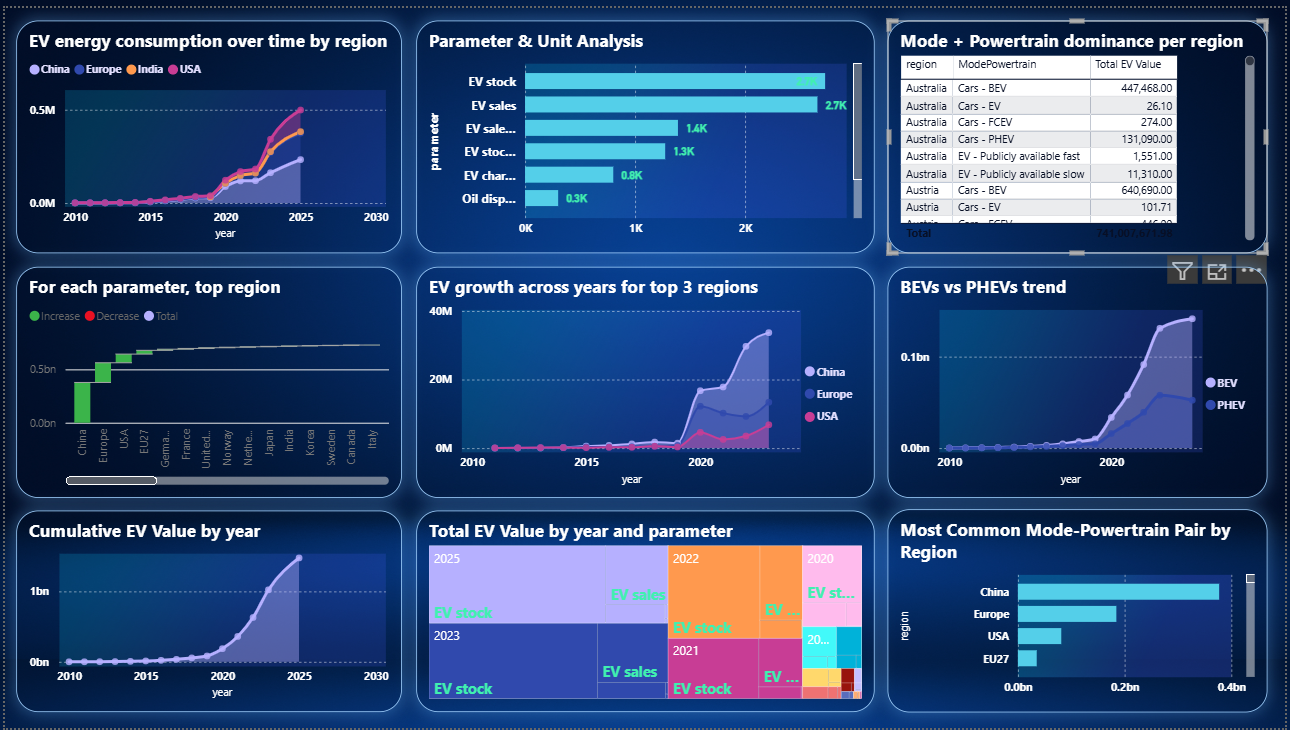 EV energy consumption over time by region
China Europe India USA
0.5M
0.0M
2010 2015 2020 2025 2030
year
Parameter & Unit Analysis
parameter
EV stock
EV sales 2.7K
EV sale... 1.4K
EV stoc... 1.3K
EV char... 0.8K
Oil disp... 0.3K
0K 1K 2K
Mode + Powertrain dominance per region
region ModePowertrain Total EV Value
Australia Cars - BEV 447,468.00
Australia Cars - EV 26.10
Australia Cars - FCEV 274.00
Australia Cars - PHEV 131,090.00
Australia EV - Publicly available fast 1,551.00
Australia EV - Publicly available slow 11,310.00
Austria Cars - BEV 640,690.00
Austria Cars - EV 101.71
Austria Cars - FCEV
Total
For each parameter, top region
Increase Decrease Total
0.5bn
0.0bn
China Europe USA EU27 Germa... France United... Norway Nethe... Japan India Korea Sweden Canada Italy
EV growth across years for top 3 regions
40M
20M
0M
2010 2015 2020
year
China
Europe
USA
BEVs vs PHEVs trend
0.1bn
0.0bn
2010 2020
year
BEV
PHEV
Cumulative EV Value by year
1bn
0bn
2010 2015 2020 2025 2030
year
Total EV Value by year and parameter
2025
EV stock
EV sales
2023
EV stock
EV sales
2022
EV stock
EV ...
2021
EV stock
EV ...
2020
EV st...
20...
Most Common Mode-Powertrain Pair by
Region
region
China
Europe
USA
EU27
0.0bn 0.2bn 0.4bn